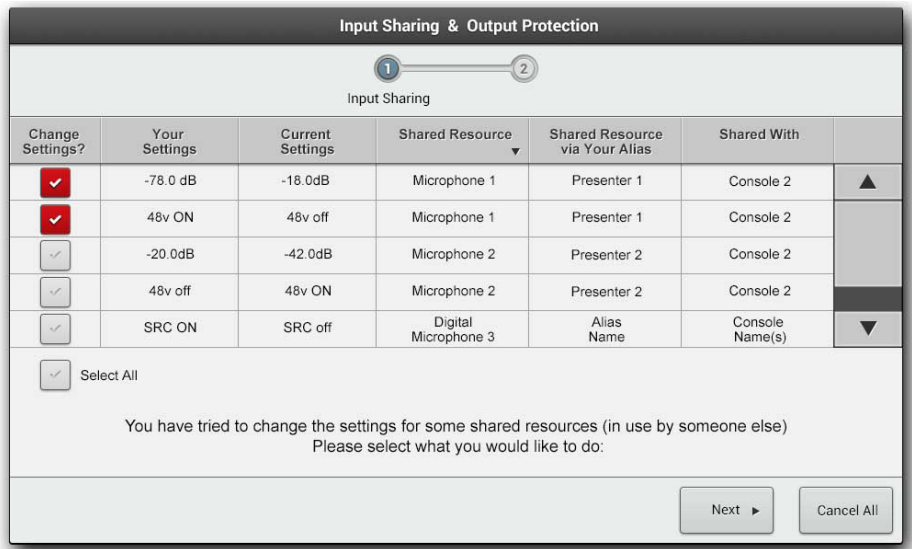 Input Sharing & Output Protection
1 2
Input Sharing
Change Settings? Your Settings Current Settings Shared Resource Shared Resource via Your Alias Shared With
-78.0 dB -18.0dB Microphone 1 Presenter 1 Console 2
48v ON 48v off Microphone 1 Presenter 1 Console 2
-20.0dB -42.0dB Microphone 2 Presenter 2 Console 2
48v off 48v ON Microphone 2 Presenter 2 Console 2
SRC ON SRC off Digital Microphone 3 Alias Name Console Name(s)
Select All
You have tried to change the settings for some shared resources (in use by someone else)
Please select what you would like to do:
Next Cancel All